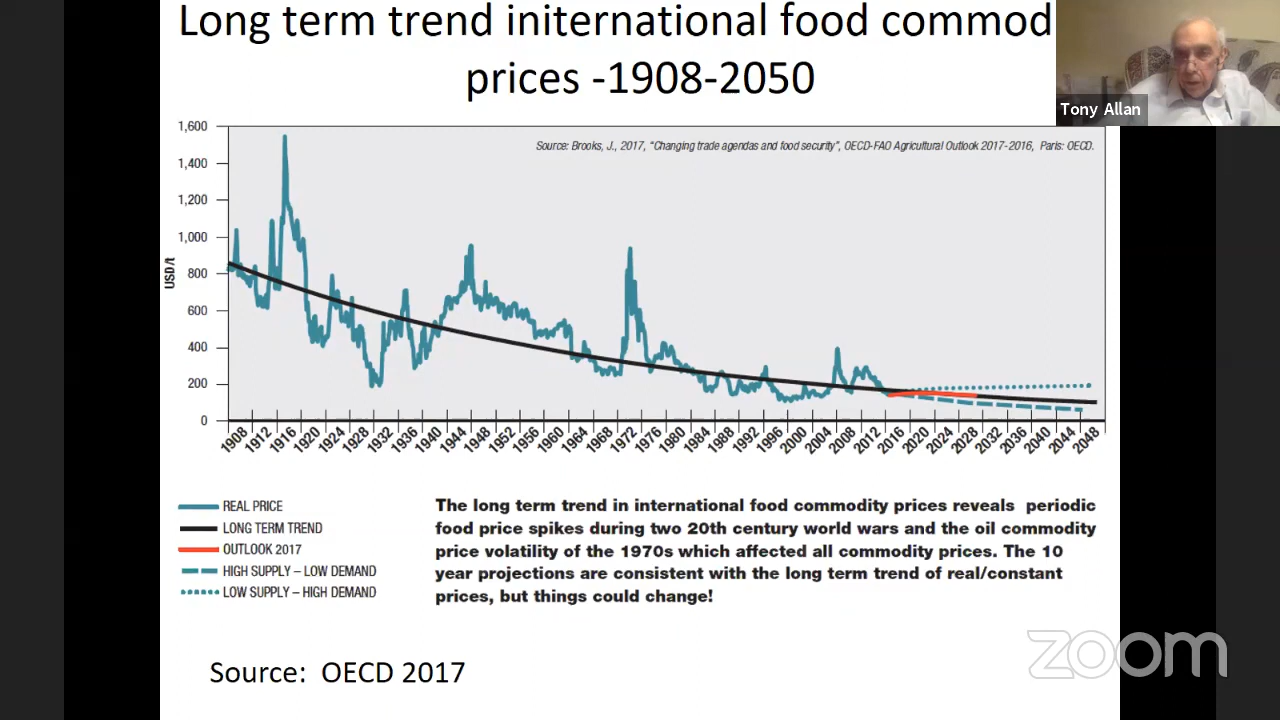 Long term trend initernational food commod
prices -1908-2050
Tony Allan
Source: Brooks, J., 2017, “Changing trade agendas and food security”, OECD-FAO Agricultural Outlook 2017-2016, Paris: OECD.
USD/t
1,600
1,400
1,200
1,000
800
600
400
200
0
1908 1912 1916 1920 1924 1928 1932 1936 1940 1944 1948 1952 1956 1960 1964 1968 1972 1976 1980 1984 1988 1992 1996 2000 2004 2008 2012 2016 2020 2024 2028 2032 2036 2040 2044 2048
REAL PRICE
LONG TERM TREND
OUTLOOK 2017
HIGH SUPPLY – LOW DEMAND
LOW SUPPLY – HIGH DEMAND
The long term trend in international food commodity prices reveals periodic
food price spikes during two 20th century world wars and the oil commodity
price volatility of the 1970s which affected all commodity prices. The 10
year projections are consistent with the long term trend of real/constant
prices, but things could change!
Source: OECD 2017
zoom